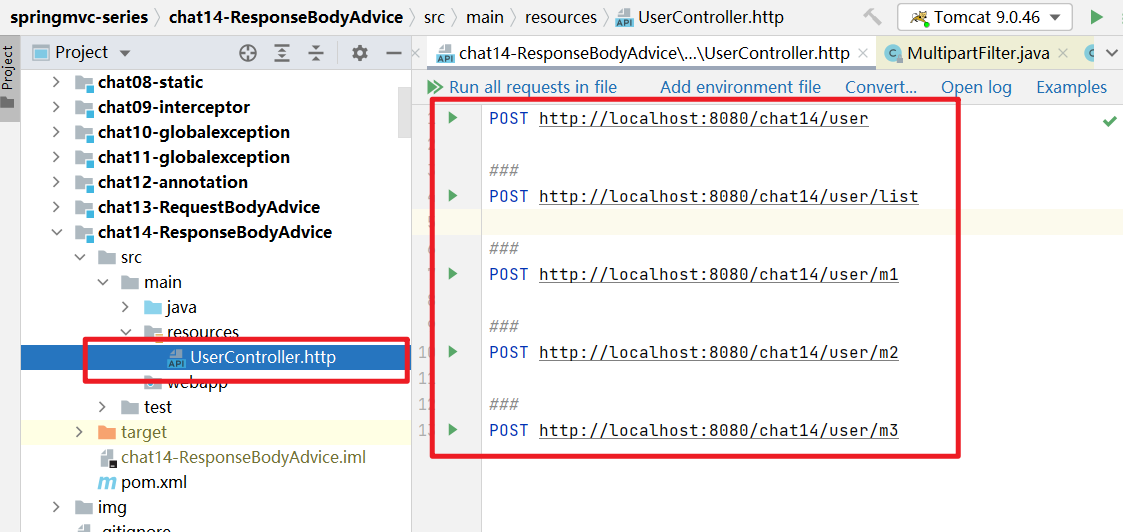 springmvc-series chat14-ResponseBodyAdvice src main resources UserController.http Tomcat 9.0.46
Project
Project
chat14-ResponseBodyAdvice\...\UserController.http MultipartFilter.java
Run all requests in file Add environment file Convert... Open log Examples
chat08-static
chat09-interceptor
chat10-globalexception
chat11-globalexception
chat12-annotation
chat13-RequestBodyAdvice
chat14-ResponseBodyAdvice
src
main
java
resources
API UserController.http
webapp
test
target
chat14-ResponseBodyAdvice.iml
pom.xml
img
.gitignore
POST http://localhost:8080/chat14/user
###
POST http://localhost:8080/chat14/user/list
###
POST http://localhost:8080/chat14/user/m1
###
POST http://localhost:8080/chat14/user/m2
###
POST http://localhost:8080/chat14/user/m3